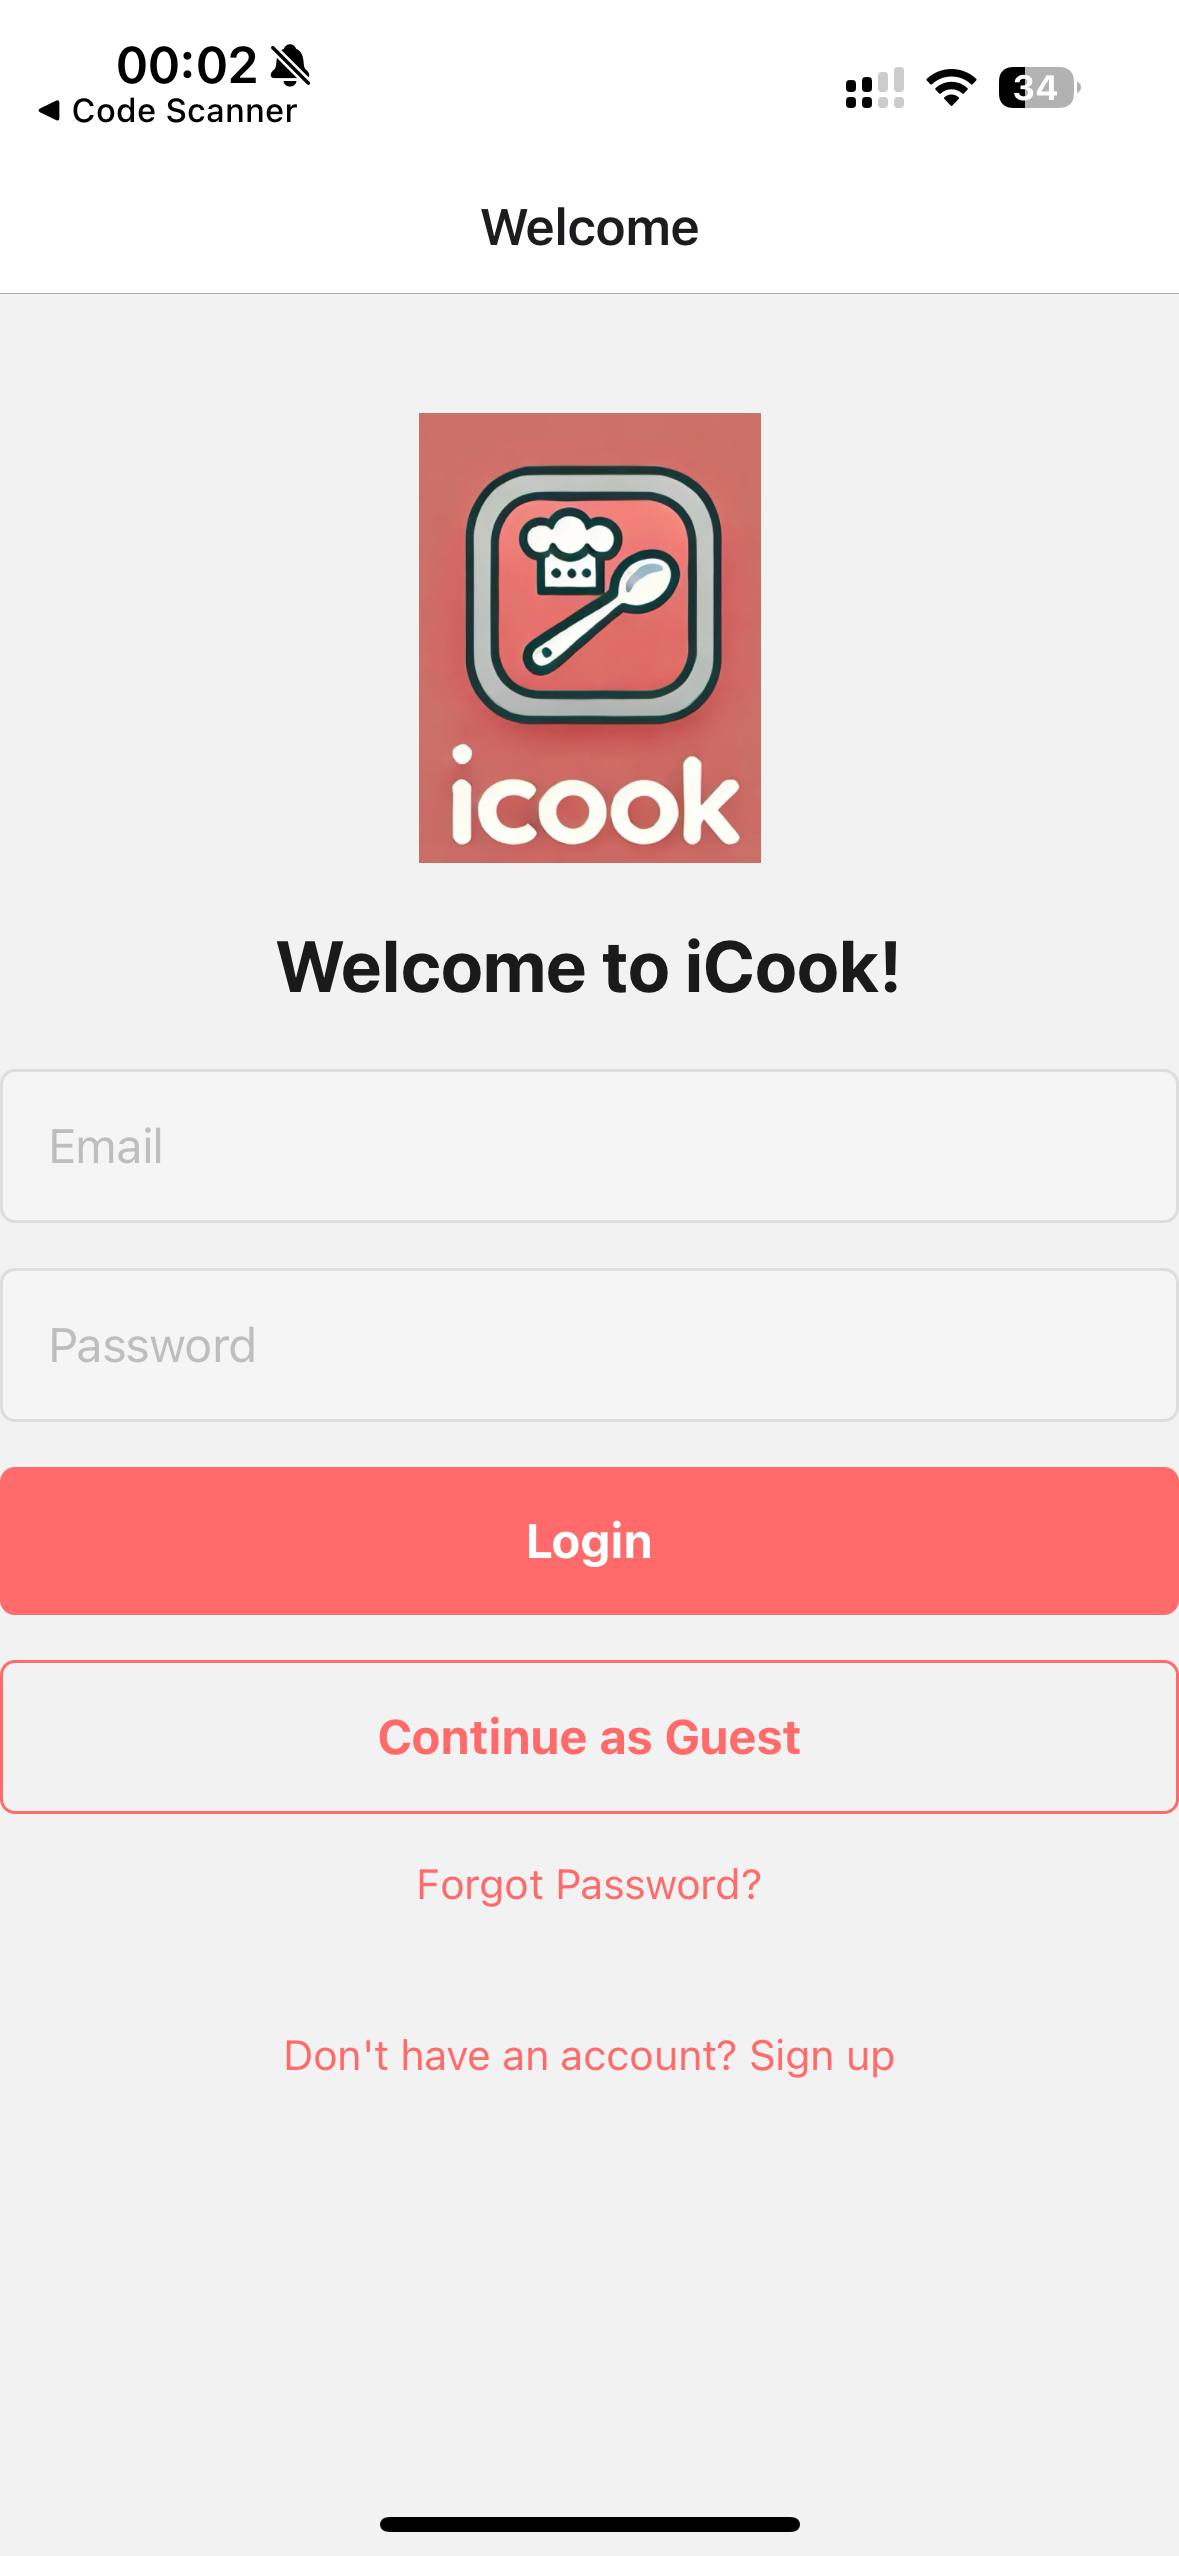 00:02
◀ Code Scanner
34
Welcome
icook
Welcome to iCook!
Email
Password
Login
Continue as Guest
Forgot Password?
Don't have an account? Sign up